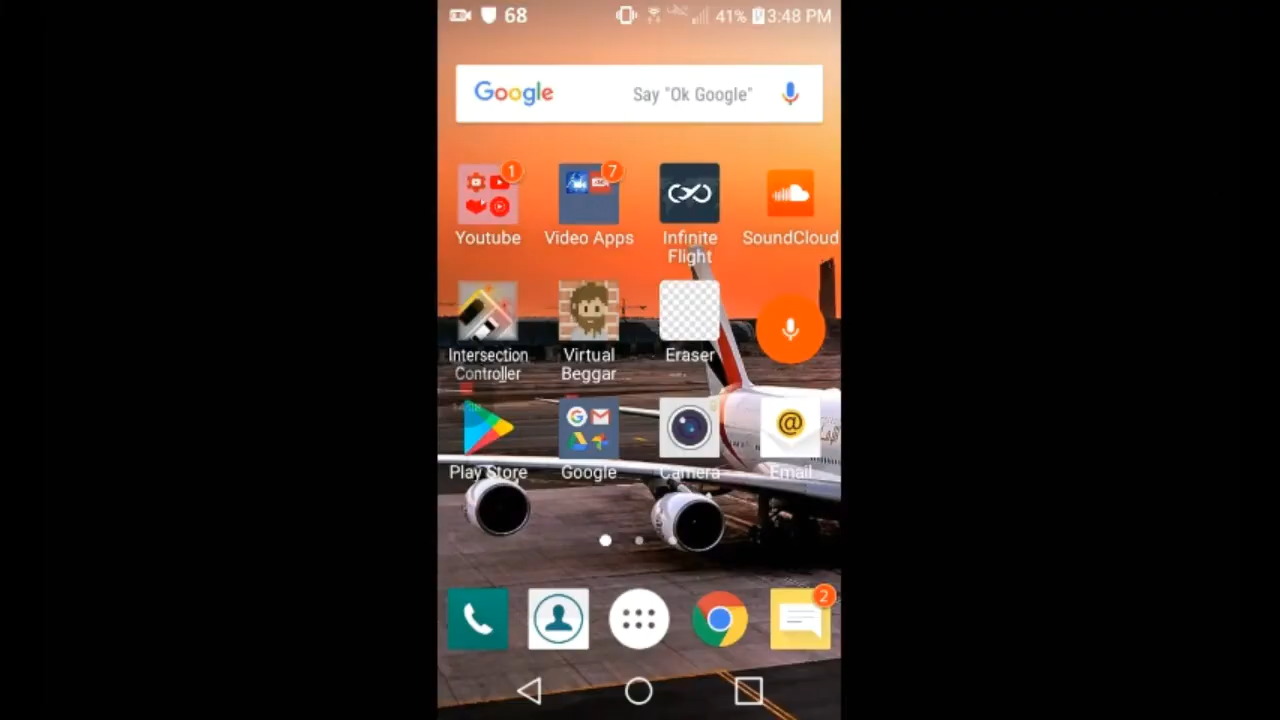 68 41% 3:48 PM
Google Say "Ok Google"
1 7
Youtube Video Apps Infinite Flight SoundCloud
Intersection Controller Virtual Beggar Eraser
@
Play Store Google Camera Email
2